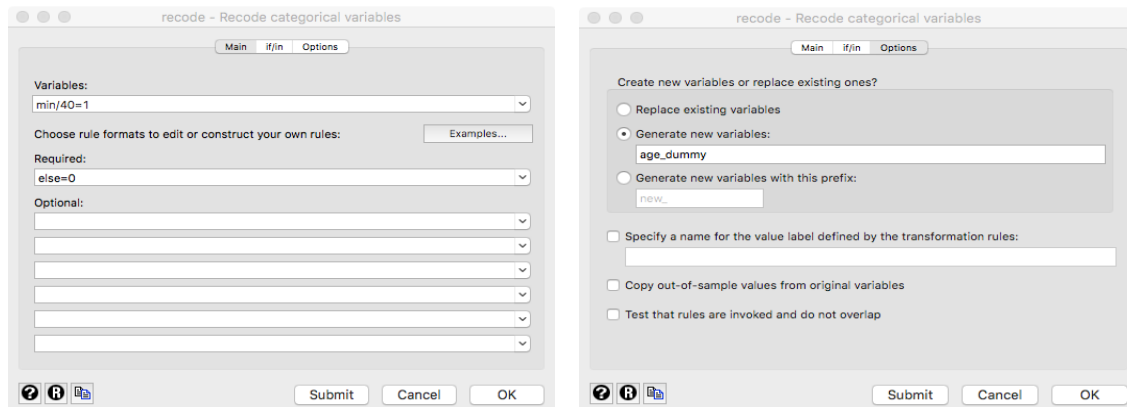 recode - Recode categorical variables
Main if/in Options
Variables:
min/40=1
Choose rule formats to edit or construct your own rules: Examples...
Required:
else=0
Optional:
Submit Cancel OK
recode - Recode categorical variables
Main if/in Options
Create new variables or replace existing ones?
Replace existing variables
Generate new variables:
age_dummy
Generate new variables with this prefix:
new_
Specify a name for the value label defined by the transformation rules:
Copy out-of-sample values from original variables
Test that rules are invoked and do not overlap
? R
Submit Cancel OK